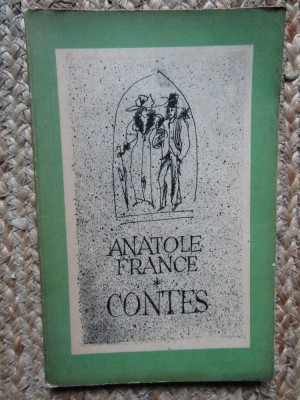 ANATOLE
FRANCE
*
CONTES